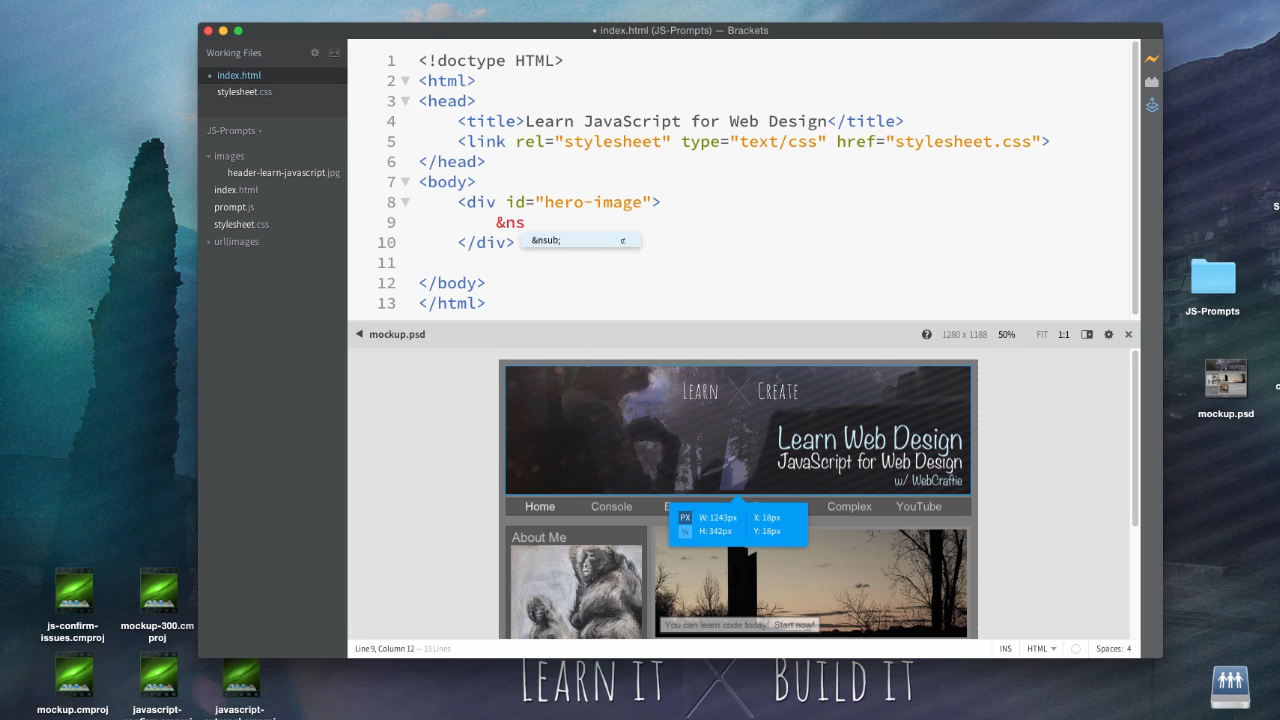 • index.html (JS-Prompts) — Brackets
Working Files
• index.html
stylesheet.css
JS-Prompts
images
header-learn-javascript.jpg
index.html
prompt.js
stylesheet.css
url(images
1 <!doctype HTML>
2 <html>
3 <head>
4 <title>Learn JavaScript for Web Design</title>
5 <link rel="stylesheet" type="text/css" href="stylesheet.css">
6 </head>
7 <body>
8 <div id="hero-image">
9 &ns
&nsub; ⊄
10 </div>
11
12 </body>
13 </html>
mockup.psd
1280 x 1188 50% FIT 1:1
LEARN CREATE
Learn Web Design
JavaScript for Web Design
w/ WebCraftie
Home Console Complex YouTube
PX W: 1243px X: 18px
% H: 342px Y: 18px
About Me
You can learn code today! Start now!
Line 9, Column 12 — 13 Lines
INS HTML Spaces: 4
JS-Prompts
mockup.psd
js-confirm-
issues.cmproj
mockup-300.cm
proj
mockup.cmproj
javascript-
javascript-
LEARN IT BUILD IT